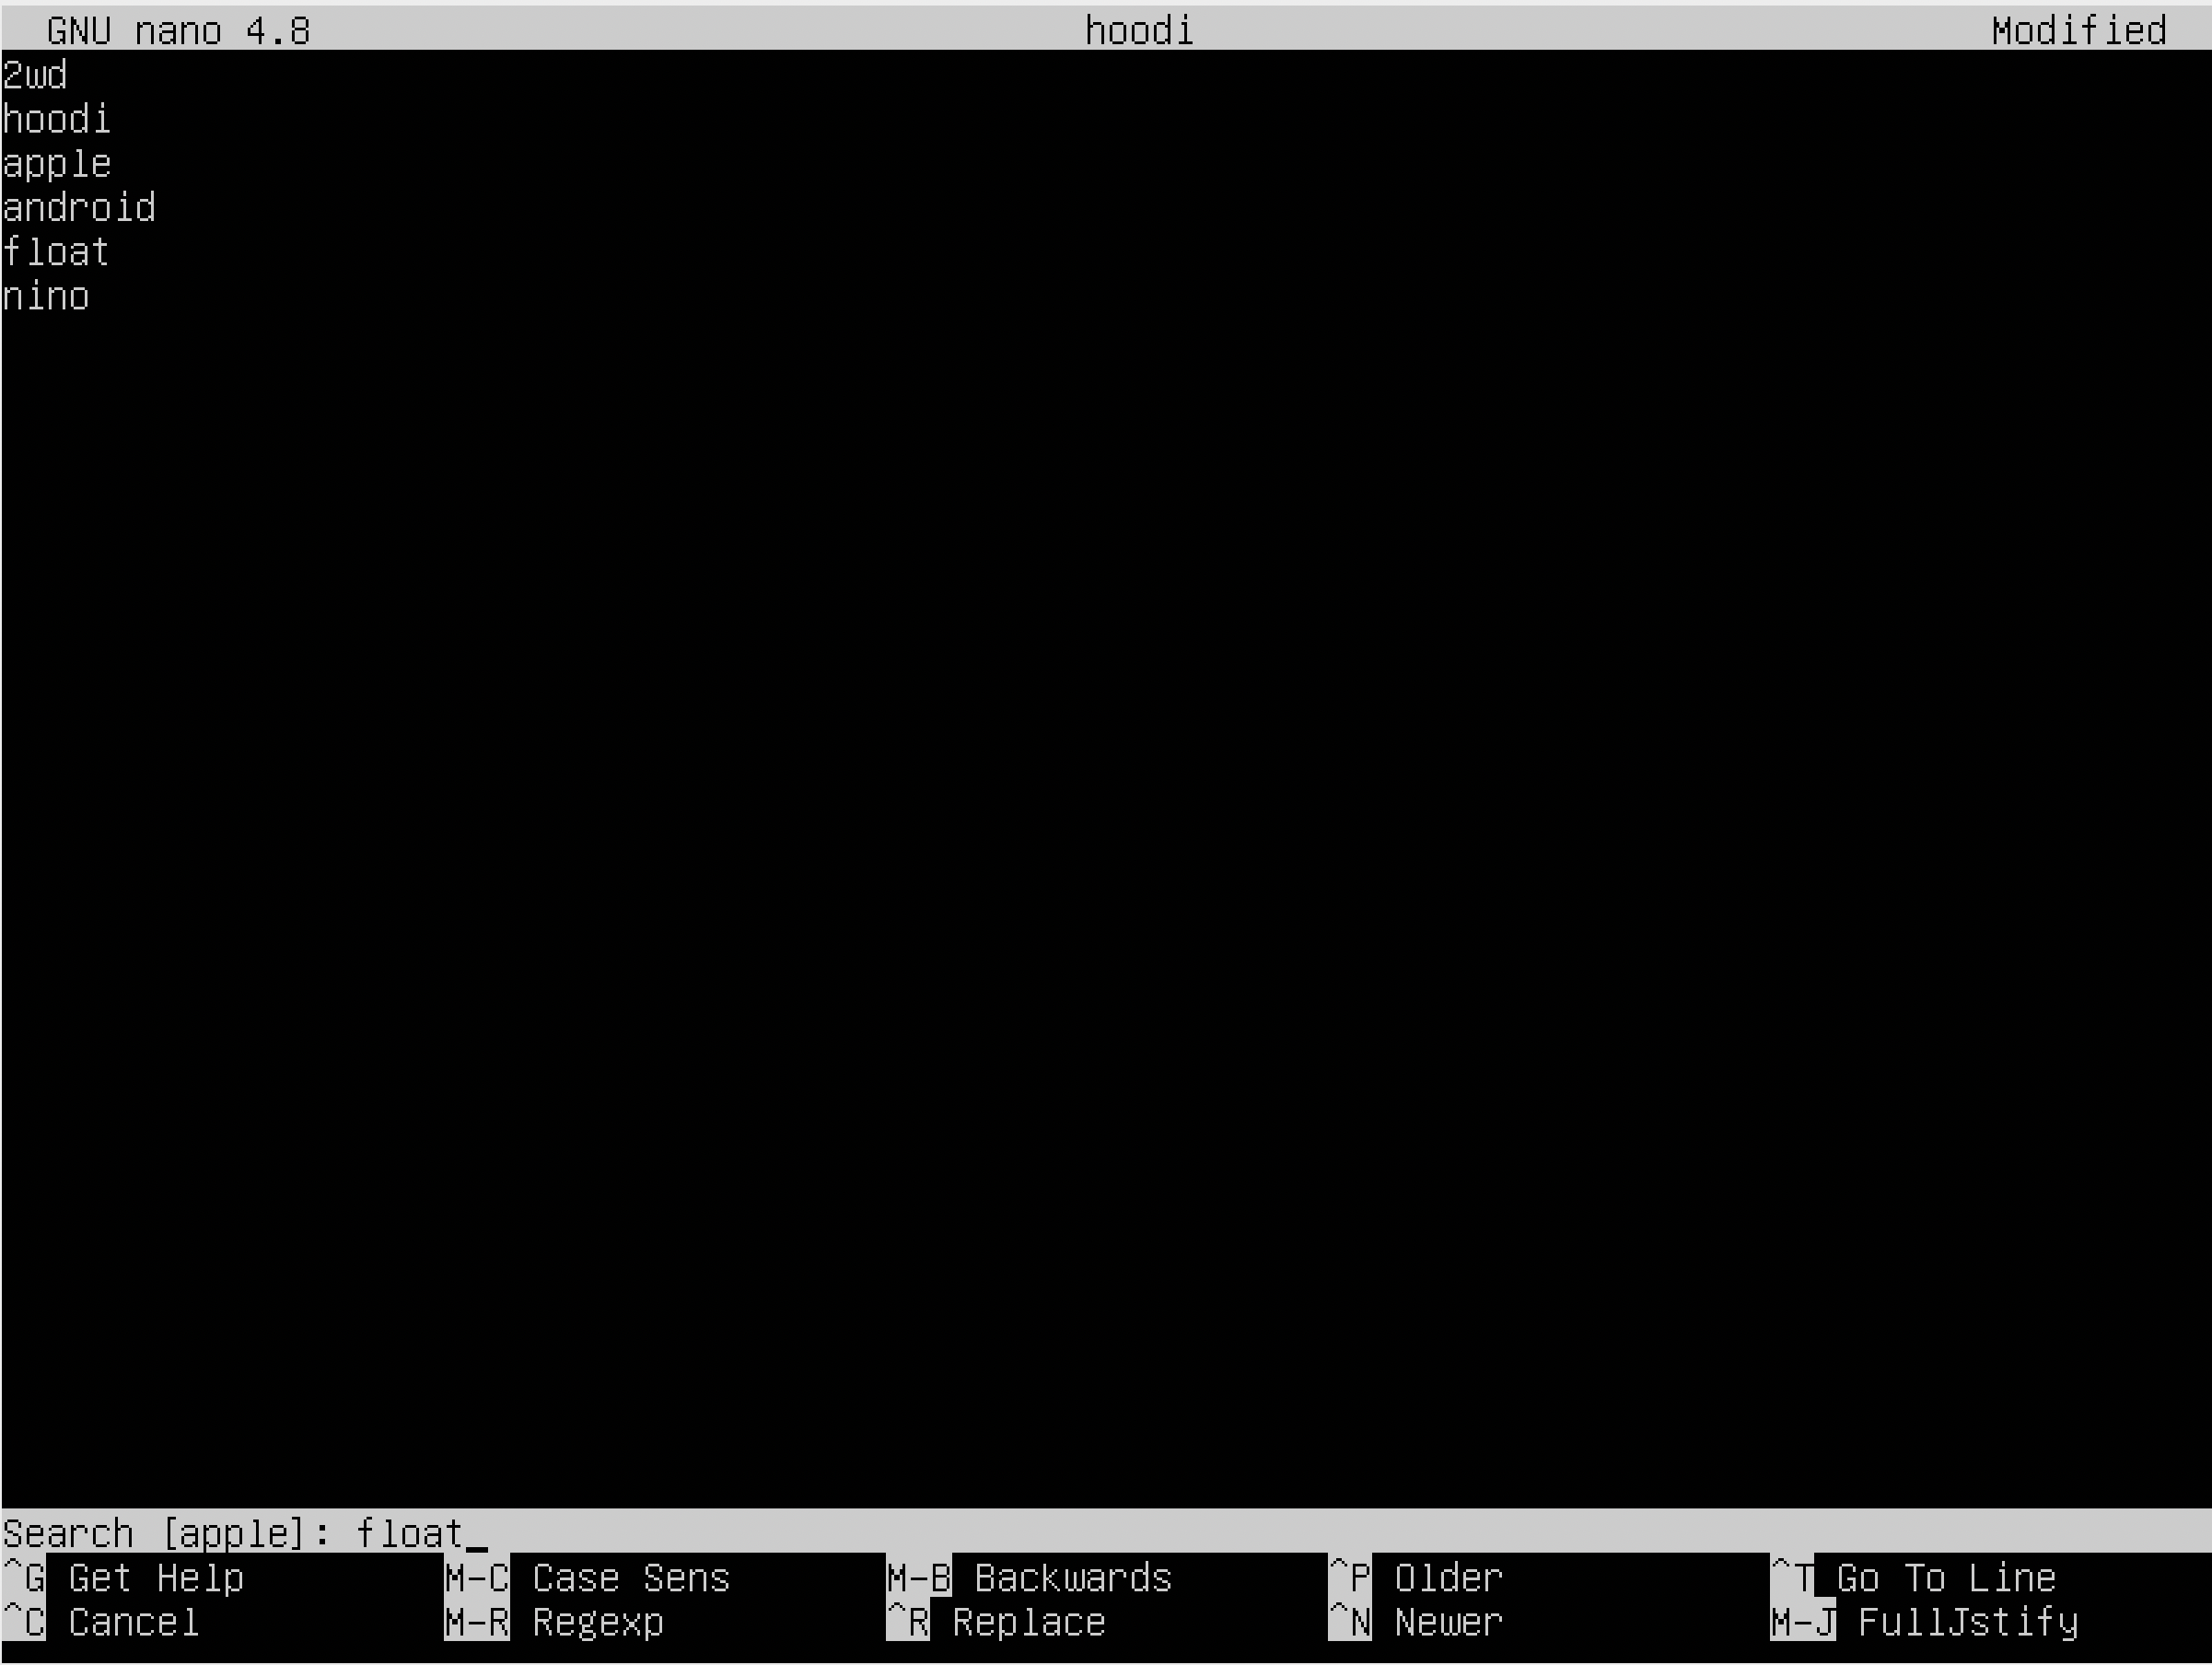 GNU nano 4.8 hoodi Modified
2wd
hoodi
apple
android
float
nino
Search [apple]: float
^G Get Help M-C Case Sens M-B Backwards ^P Older ^T Go To Line
^C Cancel M-R Regexp ^R Replace ^N Newer M-J FullJstify